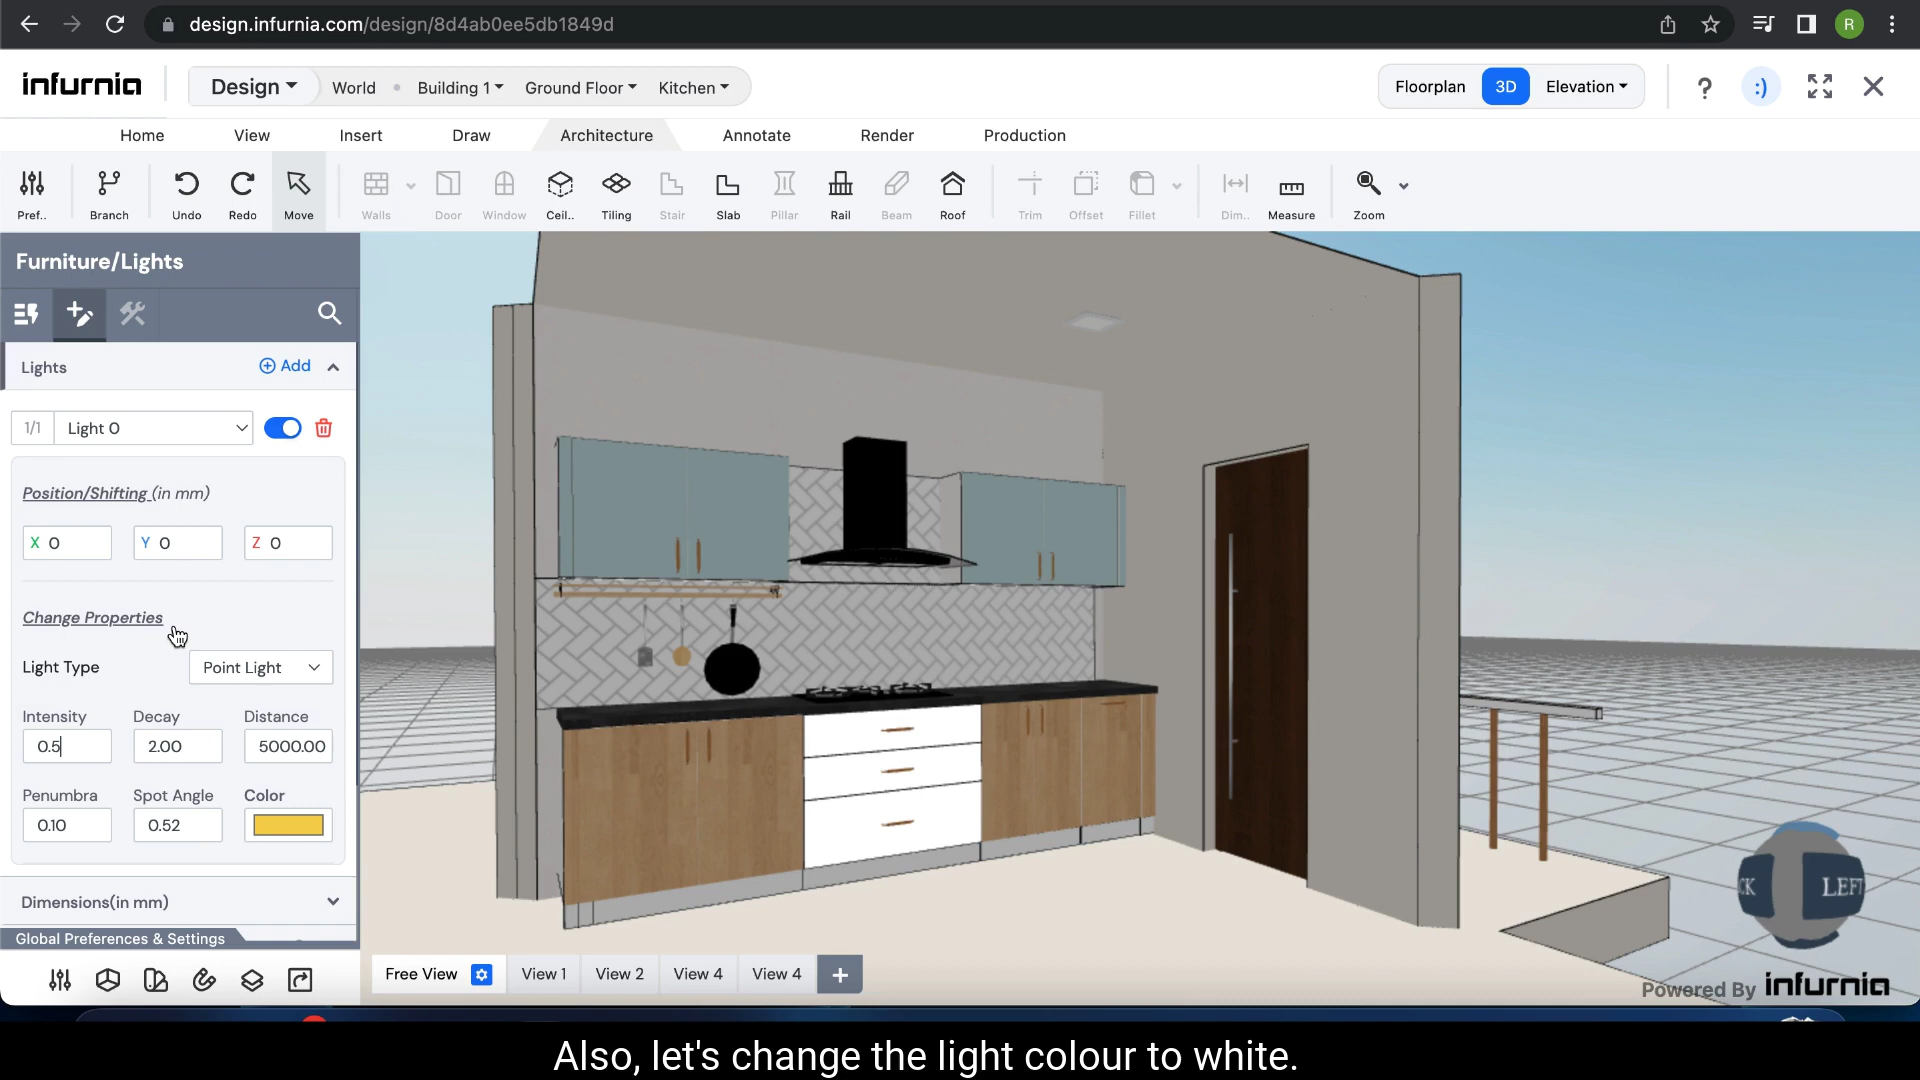 design.infurnia.com/design/8d4ab0ee5db1849d
R
infurnia
Design World Building 1 Ground Floor Kitchen
Floorplan 3D Elevation ? :)
Home View Insert Draw Architecture Annotate Render Production
Pref.. Branch Undo Redo Move Walls Door Window Ceil.. Tiling Stair Slab Pillar Rail Beam Roof Trim Offset Fillet Dim.. Measure Zoom
Furniture/Lights
Lights Add
1/1 Light 0
Position/Shifting (in mm)
X 0 Y 0 Z 0
Change Properties
Light Type Point Light
Intensity Decay Distance
0.5 2.00 5000.00
Penumbra Spot Angle Color
0.10 0.52
Dimensions(in mm)
Global Preferences & Settings
CK LEFT
Free View View 1 View 2 View 4 View 4 +
Powered By infurnia
Also, let's change the light colour to white.